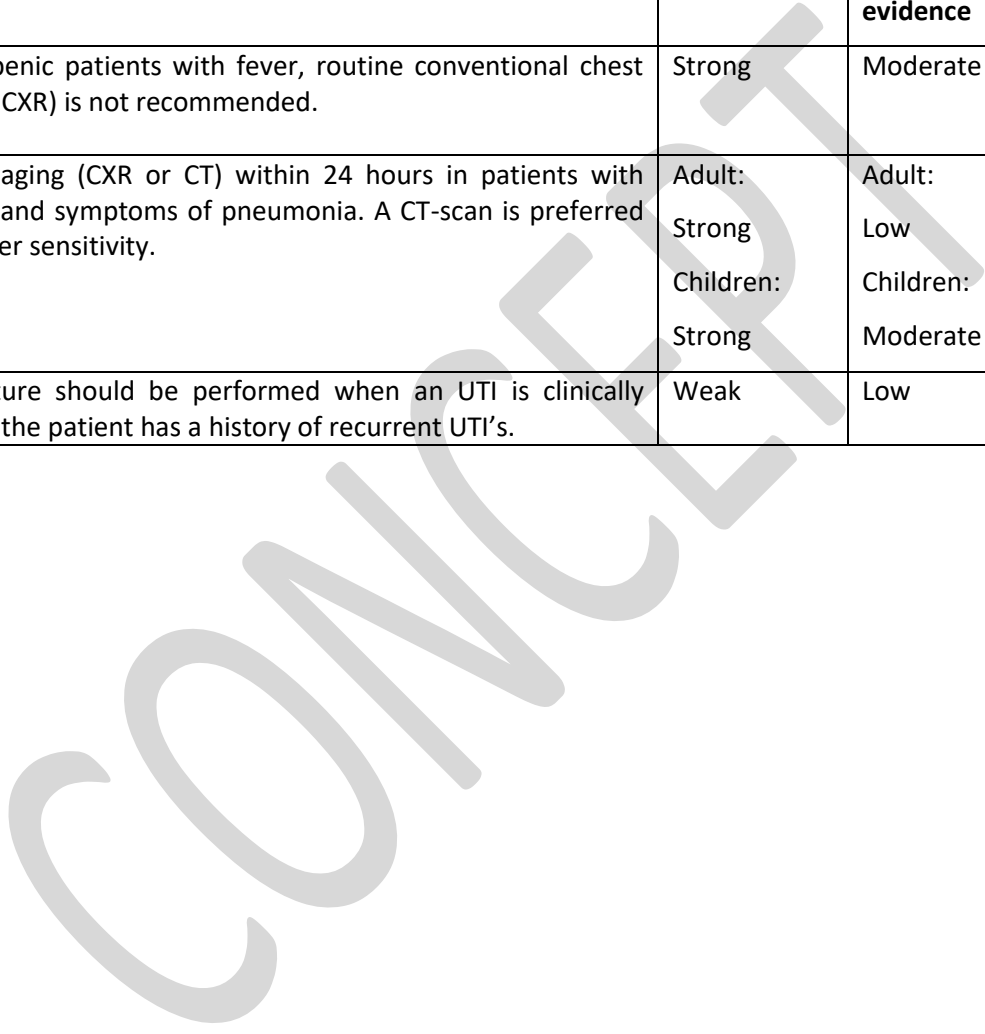 evidence
penic patients with fever, routine conventional chest Strong Moderate
CXR) is not recommended.
aging (CXR or CT) within 24 hours in patients with Adult: Adult:
and symptoms of pneumonia. A CT-scan is preferred
Strong Low
er sensitivity.
Children: Children:
Strong Moderate
ture should be performed when an UTI is clinically Weak Low
the patient has a history of recurrent UTI’s.
CONCEPT